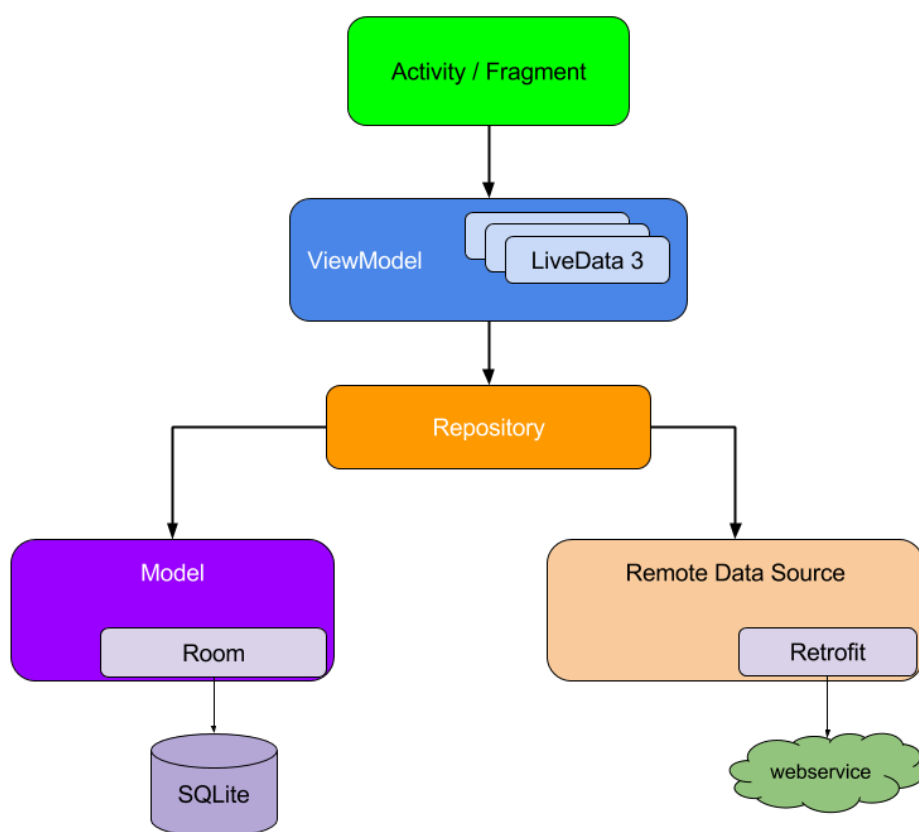 Activity / Fragment
ViewModel
LiveData 3
Repository
Model
Remote Data Source
Room
Retrofit
SQLite
webservice